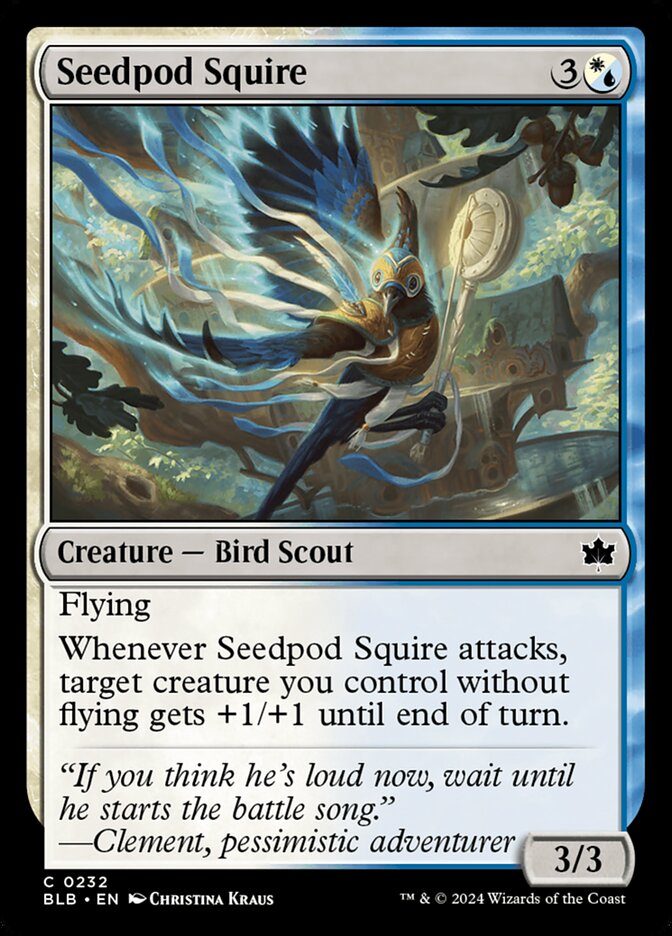 Seedpod Squire
3
Creature — Bird Scout
Flying
Whenever Seedpod Squire attacks,
target creature you control without
flying gets +1/+1 until end of turn.
“If you think he’s loud now, wait until
he starts the battle song.”
—Clement, pessimistic adventurer
3/3
C 0232
BLB • EN Christina Kraus
™ & © 2024 Wizards of the Coast